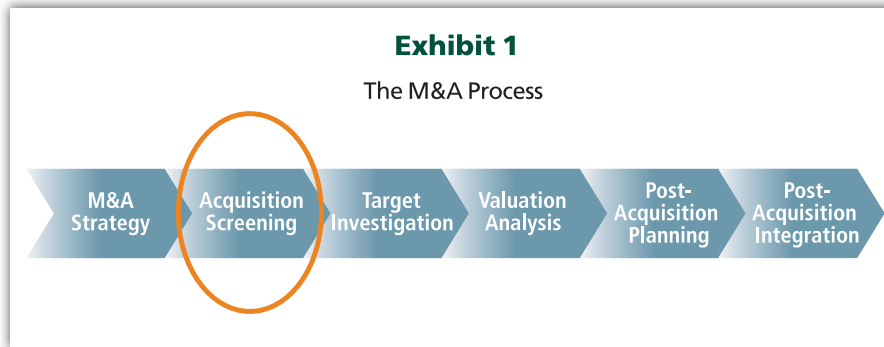 Exhibit 1
The M&A Process
M&A
Strategy
Acquisition
Screening
Target
Investigation
Valuation
Analysis
Post-
Acquisition
Planning
Post-
Acquisition
Integration